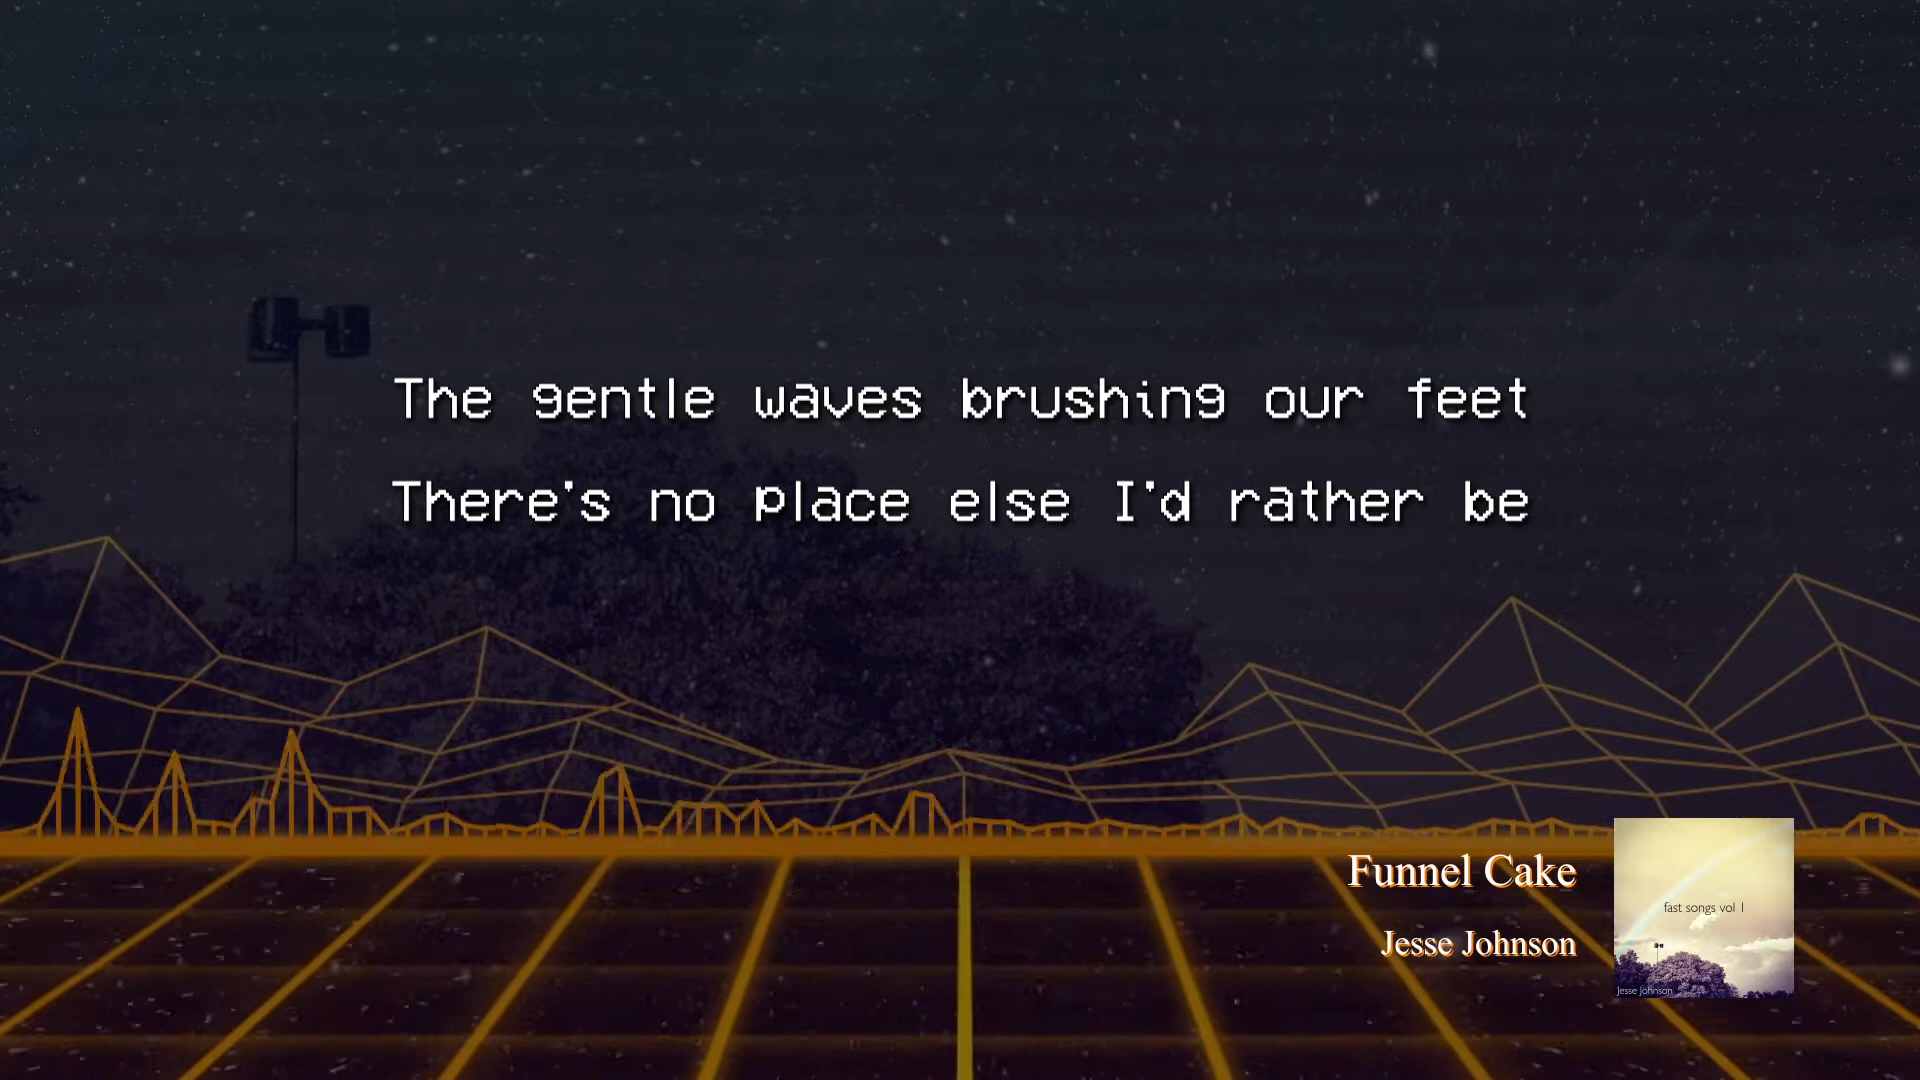 The gentle waves brushing our feet
There's no place else I'd rather be
Funnel Cake
Jesse Johnson
fast songs vol 1
Jesse Johnson